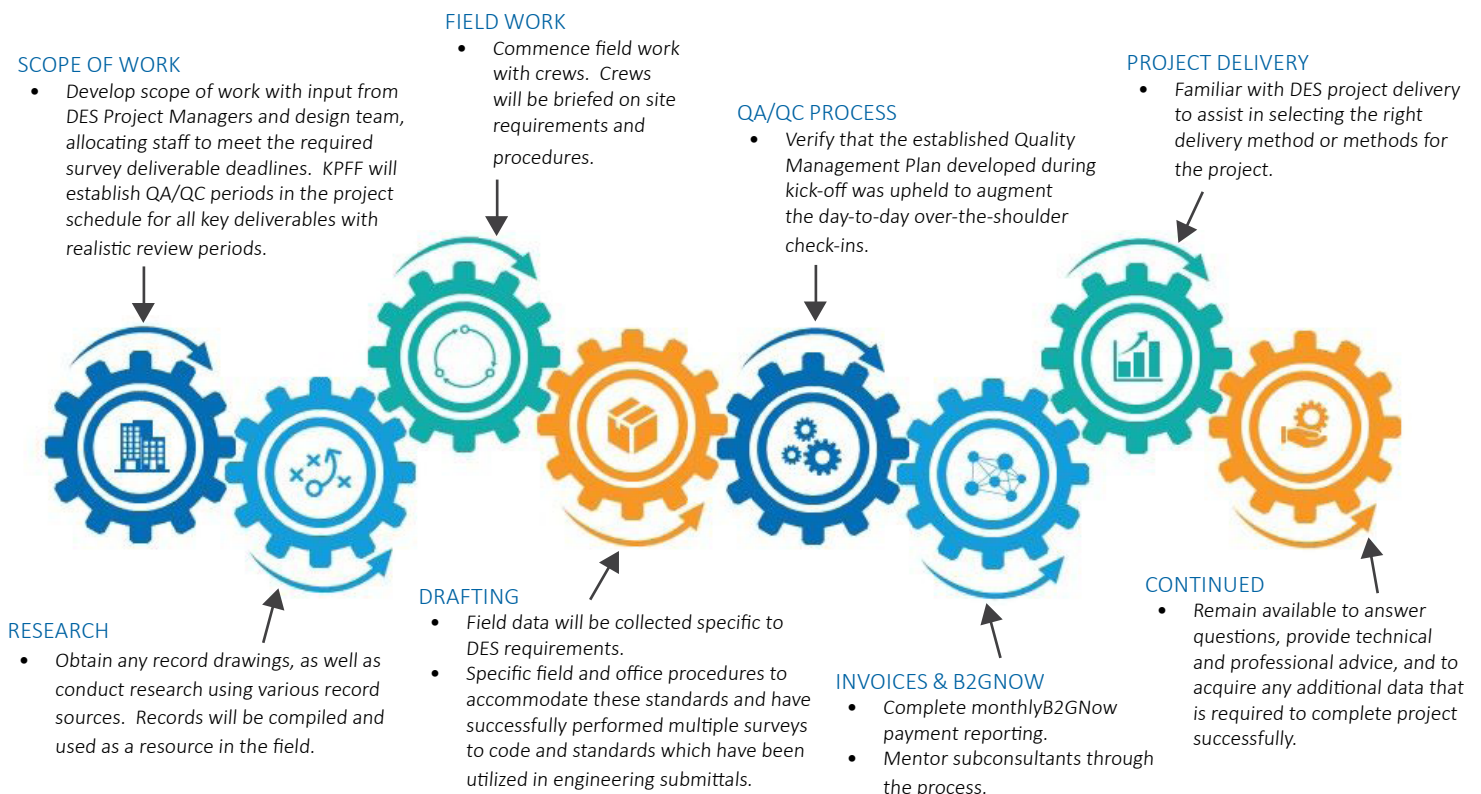 SCOPE OF WORK
• Develop scope of work with input from
DES Project Managers and design team,
allocating staff to meet the required
survey deliverable deadlines.  KPFF will
establish QA/QC periods in the project
schedule for all key deliverables with
realistic review periods.
RESEARCH
• Obtain any record drawings, as well as
conduct research using various record
sources.  Records will be compiled and
used as a resource in the field.
FIELD WORK
• Commence field work
with crews.  Crews
will be briefed on site
requirements and
procedures.
DRAFTING
• Field data will be collected specific to
DES requirements.
• Specific field and office procedures to
accommodate these standards and have
successfully performed multiple surveys
to code and standards which have been
utilized in engineering submittals.
QA/QC PROCESS
• Verify that the established Quality
Management Plan developed during
kick-off was upheld to augment
the day-to-day over-the-shoulder
check-ins.
INVOICES & B2GNOW
• Complete monthlyB2GNow
payment reporting.
• Mentor subconsultants through
the process.
PROJECT DELIVERY
• Familiar with DES project delivery
to assist in selecting the right
delivery method or methods for
the project.
CONTINUED
• Remain available to answer
questions, provide technical
and professional advice, and to
acquire any additional data that
is required to complete project
successfully.